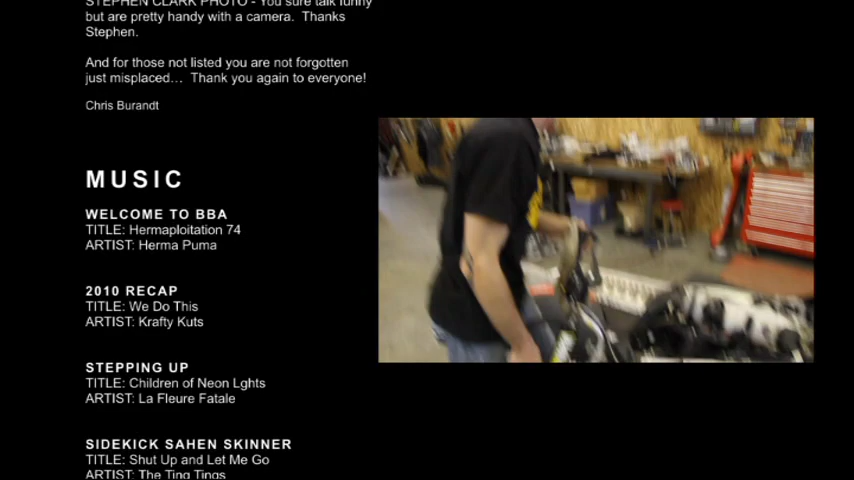 STEPHEN CLARK PHOTO - You sure talk funny
but are pretty handy with a camera.  Thanks
Stephen.
And for those not listed you are not forgotten
just misplaced...  Thank you again to everyone!
Chris Burandt
MUSIC
WELCOME TO BBA
TITLE: Hermaploitation 74
ARTIST: Herma Puma
2010 RECAP
TITLE: We Do This
ARTIST: Krafty Kuts
STEPPING UP
TITLE: Children of Neon Lghts
ARTIST: La Fleure Fatale
SIDEKICK SAHEN SKINNER
TITLE: Shut Up and Let Me Go
ARTIST: The Ting Tings